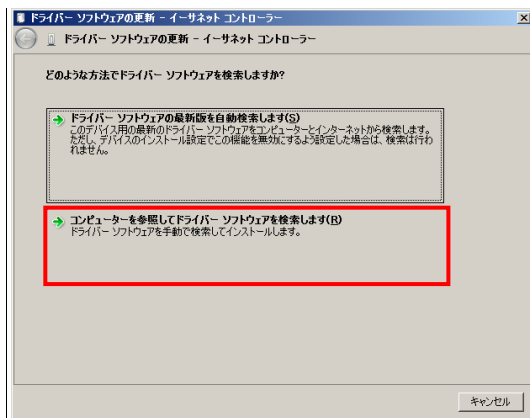 ドライバー ソフトウェアの更新 - イーサネット コントローラー
ドライバー ソフトウェアの更新 - イーサネット コントローラー
どのような方法でドライバー ソフトウェアを検索しますか?
ドライバー ソフトウェアの最新版を自動検索します(S)
このデバイス用の最新のドライバー ソフトウェアをコンピューターとインターネットから検索します。
ただし、デバイスのインストール設定でこの機能を無効にするよう設定した場合は、検索は行わ
れません。
コンピューターを参照してドライバー ソフトウェアを検索します(R)
ドライバー ソフトウェアを手動で検索してインストールします。
キャンセル